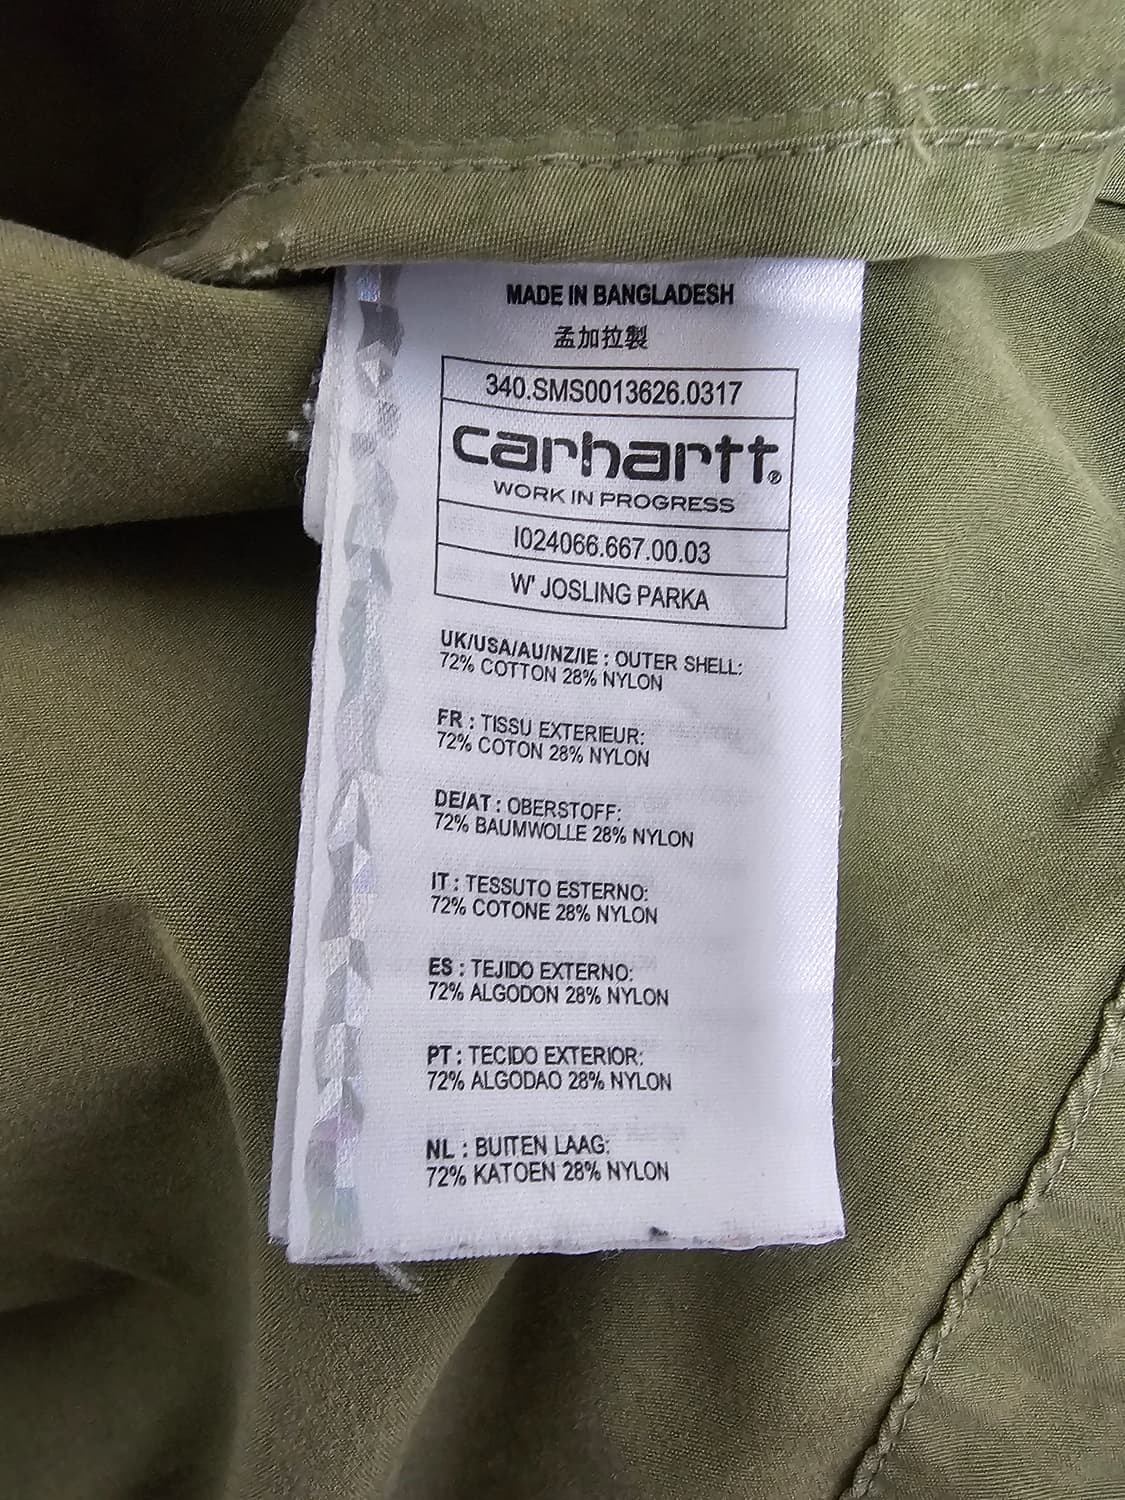 MADE IN BANGLADESH
孟加拉製
340.SMS0013626.0317
carhartt®
WORK IN PROGRESS
I024066.667.00.03
W' JOSLING PARKA
UK/USA/AU/NZ/IE : OUTER SHELL:
72% COTTON 28% NYLON
FR : TISSU EXTERIEUR:
72% COTON 28% NYLON
DE/AT : OBERSTOFF:
72% BAUMWOLLE 28% NYLON
IT : TESSUTO ESTERNO:
72% COTONE 28% NYLON
ES : TEJIDO EXTERNO:
72% ALGODON 28% NYLON
PT : TECIDO EXTERIOR:
72% ALGODAO 28% NYLON
NL : BUITEN LAAG:
72% KATOEN 28% NYLON